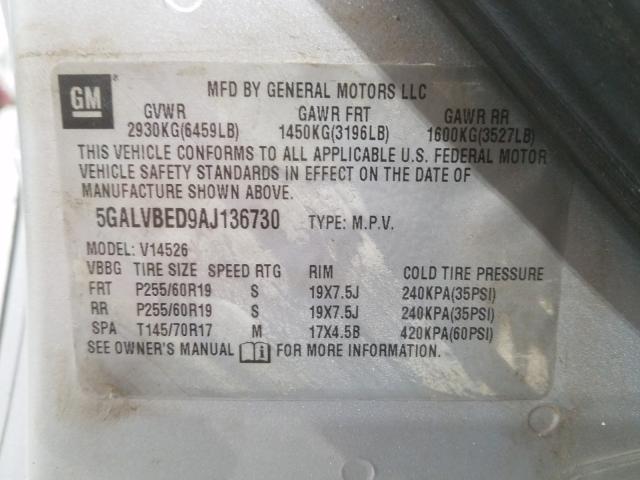 GM
MFD BY GENERAL MOTORS LLC
GVWR GAWR FRT GAWR RR
2930KG(6459LB) 1450KG(3196LB) 1600KG(3527LB)
THIS VEHICLE CONFORMS TO ALL APPLICABLE U.S. FEDERAL MOTOR
VEHICLE SAFETY STANDARDS IN EFFECT ON THE DATE OF
MANUFACTURE SHOWN ABOVE.
5GALVBED9AJ136730 TYPE: M.P.V.
MODEL: V14526
VBBG TIRE SIZE SPEED RTG RIM COLD TIRE PRESSURE
FRT P255/60R19 S 19X7.5J 240KPA(35PSI)
RR P255/60R19 S 19X7.5J 240KPA(35PSI)
SPA T145/70R17 M 17X4.5B 420KPA(60PSI)
SEE OWNER'S MANUAL FOR MORE INFORMATION.